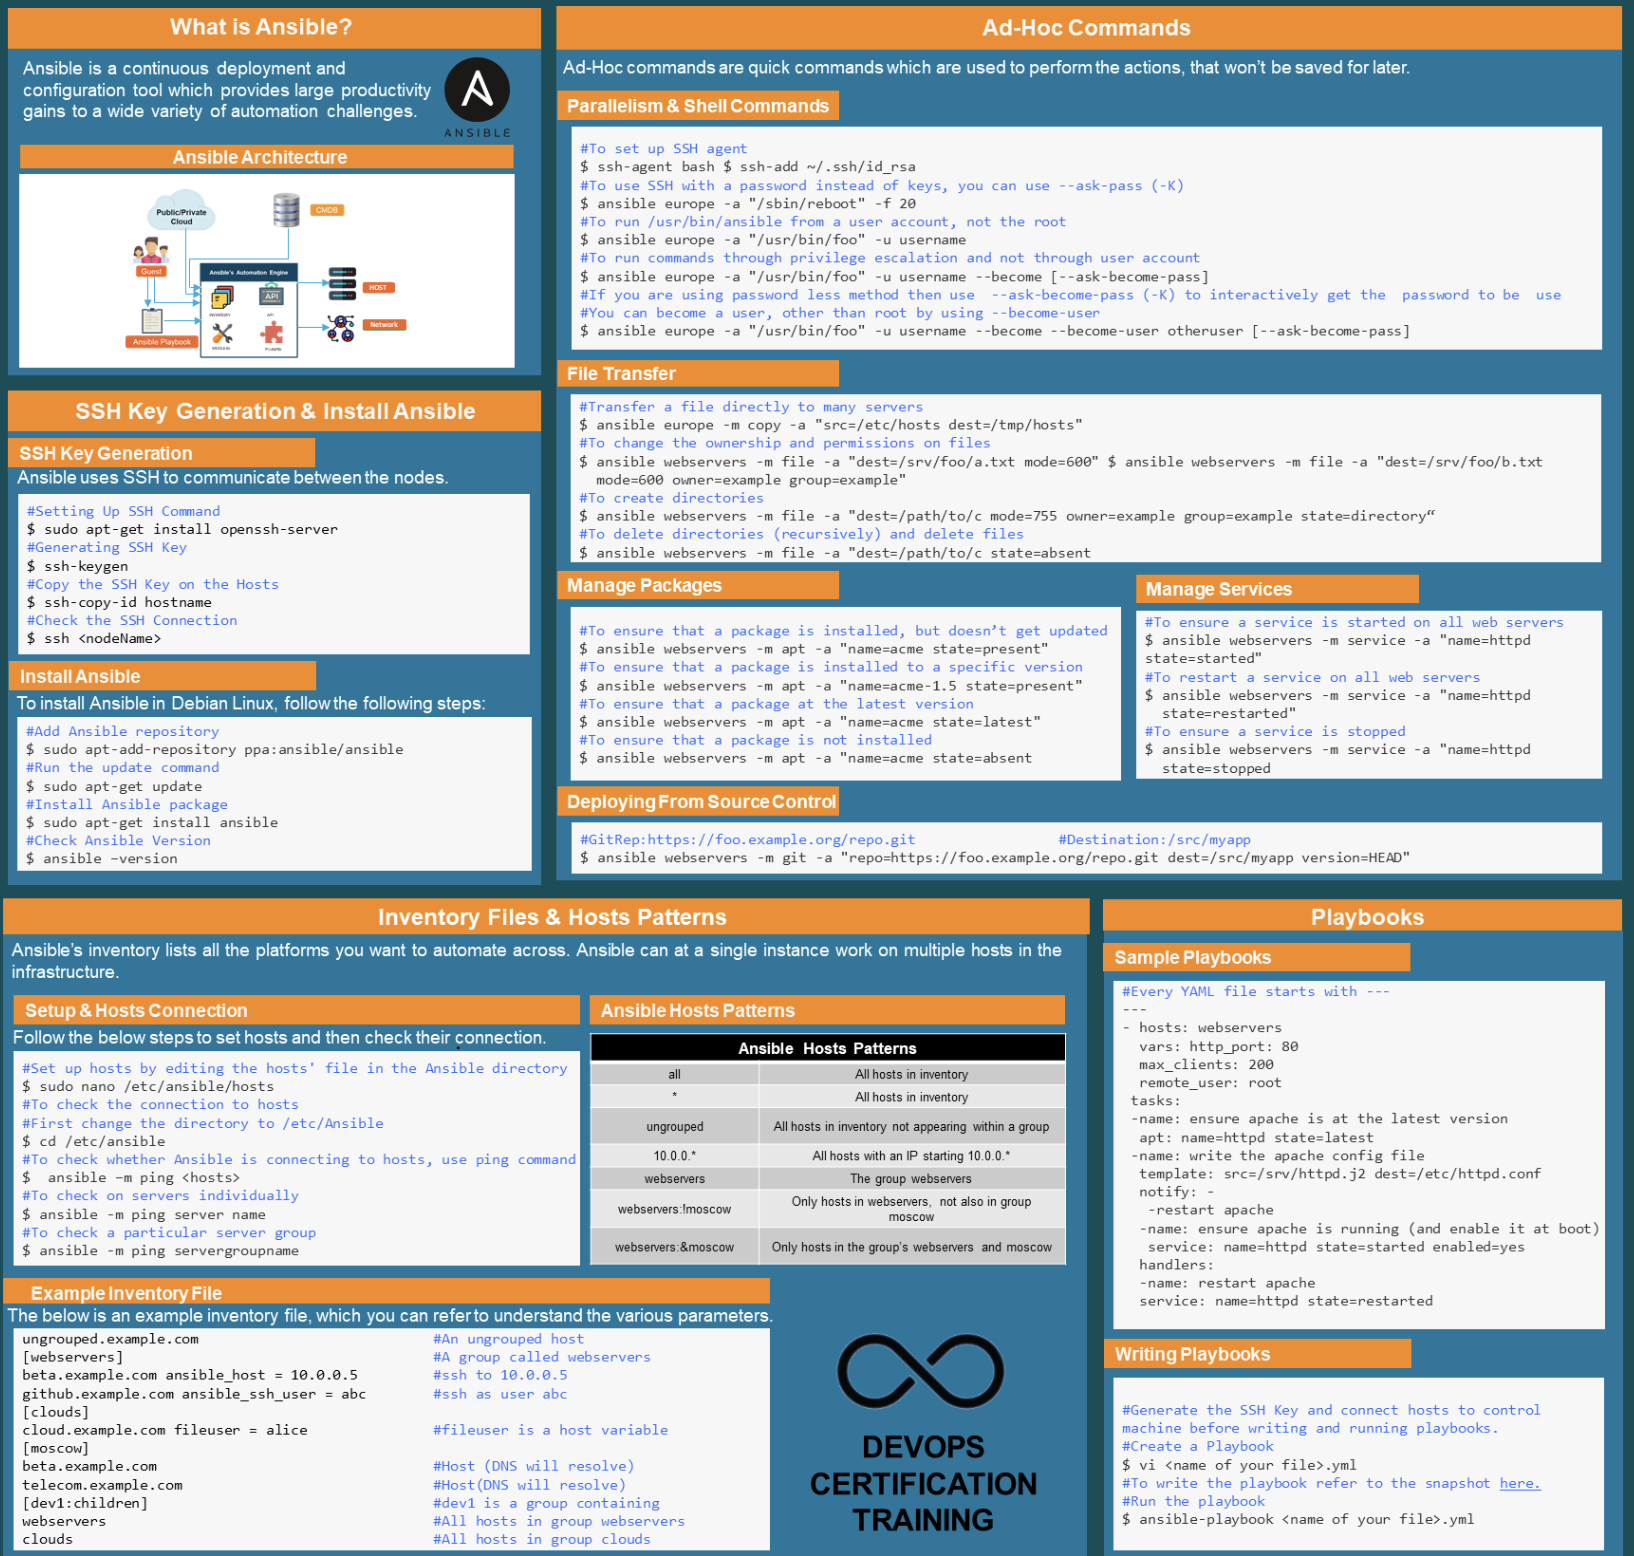 What is Ansible?
Ansible is a continuous deployment and
configuration tool which provides large productivity
gains to a wide variety of automation challenges.
ANSIBLE
Ansible Architecture
Public/Private
Cloud
CMDB
Guest
Ansible's Automation Engine
INVENTORY
API
API
HOST
MODULES
PLUGINS
Network
Ansible Playbook
SSH Key Generation & Install Ansible
SSH Key Generation
Ansible uses SSH to communicate between the nodes.
#Setting Up SSH Command
$ sudo apt-get install openssh-server
#Generating SSH Key
$ ssh-keygen
#Copy the SSH Key on the Hosts
$ ssh-copy-id hostname
#Check the SSH Connection
$ ssh <nodeName>
Install Ansible
To install Ansible in Debian Linux, follow the following steps:
#Add Ansible repository
$ sudo apt-add-repository ppa:ansible/ansible
#Run the update command
$ sudo apt-get update
#Install Ansible package
$ sudo apt-get install ansible
#Check Ansible Version
$ ansible –version
Ad-Hoc Commands
Ad-Hoc commands are quick commands which are used to perform the actions, that won't be saved for later.
Parallelism & Shell Commands
#To set up SSH agent
$ ssh-agent bash $ ssh-add ~/.ssh/id_rsa
#To use SSH with a password instead of keys, you can use --ask-pass (-K)
$ ansible europe -a "/sbin/reboot" -f 20
#To run /usr/bin/ansible from a user account, not the root
$ ansible europe -a "/usr/bin/foo" -u username
#To run commands through privilege escalation and not through user account
$ ansible europe -a "/usr/bin/foo" -u username --become [--ask-become-pass]
#If you are using password less method then use  --ask-become-pass (-K) to interactively get the  password to be  use
#You can become a user, other than root by using --become-user
$ ansible europe -a "/usr/bin/foo" -u username --become --become-user otheruser [--ask-become-pass]
File Transfer
#Transfer a file directly to many servers
$ ansible europe -m copy -a "src=/etc/hosts dest=/tmp/hosts"
#To change the ownership and permissions on files
$ ansible webservers -m file -a "dest=/srv/foo/a.txt mode=600" $ ansible webservers -m file -a "dest=/srv/foo/b.txt
mode=600 owner=example group=example"
#To create directories
$ ansible webservers -m file -a "dest=/path/to/c mode=755 owner=example group=example state=directory“
#To delete directories (recursively) and delete files
$ ansible webservers -m file -a "dest=/path/to/c state=absent
Manage Packages
#To ensure that a package is installed, but doesn’t get updated
$ ansible webservers -m apt -a "name=acme state=present"
#To ensure that a package is installed to a specific version
$ ansible webservers -m apt -a "name=acme-1.5 state=present"
#To ensure that a package at the latest version
$ ansible webservers -m apt -a "name=acme state=latest"
#To ensure that a package is not installed
$ ansible webservers -m apt -a "name=acme state=absent
Manage Services
#To ensure a service is started on all web servers
$ ansible webservers -m service -a "name=httpd
state=started"
#To restart a service on all web servers
$ ansible webservers -m service -a "name=httpd
state=restarted"
#To ensure a service is stopped
$ ansible webservers -m service -a "name=httpd
state=stopped
Deploying From Source Control
#GitRep:https://foo.example.org/repo.git #Destination:/src/myapp
$ ansible webservers -m git -a "repo=https://foo.example.org/repo.git dest=/src/myapp version=HEAD"
Inventory Files & Hosts Patterns
Ansible’s inventory lists all the platforms you want to automate across. Ansible can at a single instance work on multiple hosts in the
infrastructure.
Setup & Hosts Connection
Follow the below steps to set hosts and then check their connection.
#Set up hosts by editing the hosts' file in the Ansible directory
$ sudo nano /etc/ansible/hosts
#To check the connection to hosts
#First change the directory to /etc/Ansible
$ cd /etc/ansible
#To check whether Ansible is connecting to hosts, use ping command
$  ansible –m ping <hosts>
#To check on servers individually
$ ansible -m ping server name
#To check a particular server group
$ ansible -m ping servergroupname
Ansible Hosts Patterns
Ansible Hosts Patterns
all All hosts in inventory
* All hosts in inventory
ungrouped All hosts in inventory not appearing within a group
10.0.0.* All hosts with an IP starting 10.0.0.*
webservers The group webservers
webservers:!moscow Only hosts in webservers, not also in group
moscow
webservers:&moscow Only hosts in the group’s webservers and moscow
Example Inventory File
The below is an example inventory file, which you can refer to understand the various parameters.
ungrouped.example.com #An ungrouped host
[webservers] #A group called webservers
beta.example.com ansible_host = 10.0.0.5 #ssh to 10.0.0.5
github.example.com ansible_ssh_user = abc #ssh as user abc
[clouds]
cloud.example.com fileuser = alice #fileuser is a host variable
[moscow]
beta.example.com #Host (DNS will resolve)
telecom.example.com #Host(DNS will resolve)
[dev1:children] #dev1 is a group containing
webservers #All hosts in group webservers
clouds #All hosts in group clouds
DEVOPS
CERTIFICATION
TRAINING
Playbooks
Sample Playbooks
#Every YAML file starts with ---
---
- hosts: webservers
vars: http_port: 80
max_clients: 200
remote_user: root
tasks:
-name: ensure apache is at the latest version
apt: name=httpd state=latest
-name: write the apache config file
template: src=/srv/httpd.j2 dest=/etc/httpd.conf
notify: -
-restart apache
-name: ensure apache is running (and enable it at boot)
service: name=httpd state=started enabled=yes
handlers:
-name: restart apache
service: name=httpd state=restarted
Writing Playbooks
#Generate the SSH Key and connect hosts to control
machine before writing and running playbooks.
#Create a Playbook
$ vi <name of your file>.yml
#To write the playbook refer to the snapshot here.
#Run the playbook
$ ansible-playbook <name of your file>.yml